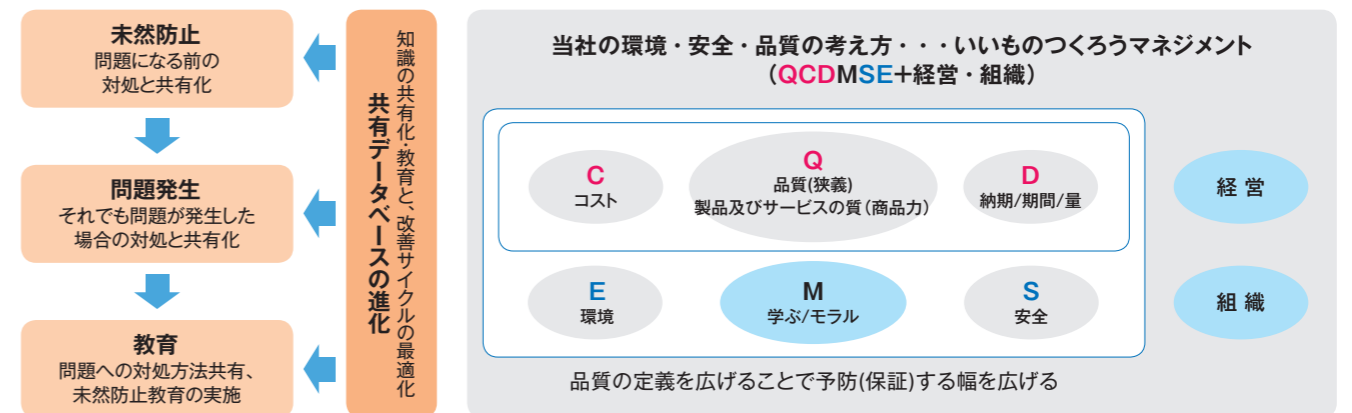 未然防止
問題になる前の
対処と共有化
問題発生
それでも問題が発生した
場合の対処と共有化
教育
問題への対処方法共有、
未然防止教育の実施
知識の共有化・教育と、改善サイクルの最適化
共有データベースの進化
当社の環境・安全・品質の考え方・・・いいものつくろうマネジメント
（QCDMSE＋経営・組織）
C
コスト
Q
品質(狭義)
製品及びサービスの質（商品力）
D
納期/期間/量
E
環境
M
学ぶ/モラル
S
安全
経営
組織
品質の定義を広げることで予防(保証)する幅を広げる